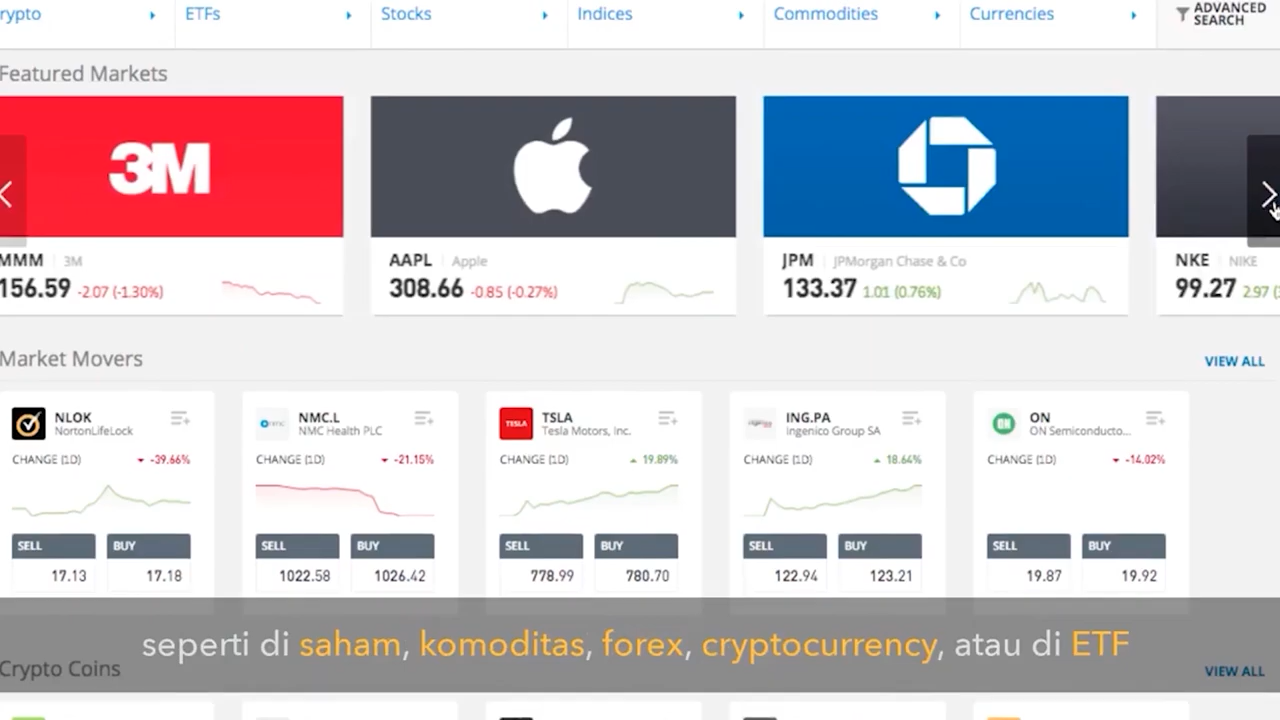 rypto ETFs Stocks Indices Commodities Currencies ADVANCED SEARCH
Featured Markets
3M
MMM 3M
156.59 -2.07 (-1.30%)
AAPL Apple
308.66 -0.85 (-0.27%)
JPM JPMorgan Chase & Co
133.37 1.01 (0.76%)
NKE NIKE
99.27 2.97 (
Market Movers VIEW ALL
NLOK
NortonLifeLock
CHANGE (1D) -39.66%
SELL BUY
17.13 17.18
NMC.L
NMC Health PLC
CHANGE (1D) -21.15%
SELL BUY
1022.58 1026.42
TESLA
TSLA
Tesla Motors, Inc.
CHANGE (1D) 19.89%
SELL BUY
778.99 780.70
ING.PA
Ingenico Group SA
CHANGE (1D) 18.64%
SELL BUY
122.94 123.21
ON
ON
ON Semiconducto...
CHANGE (1D) -14.02%
SELL BUY
19.87 19.92
seperti di saham, komoditas, forex, cryptocurrency, atau di ETF
Crypto Coins VIEW ALL